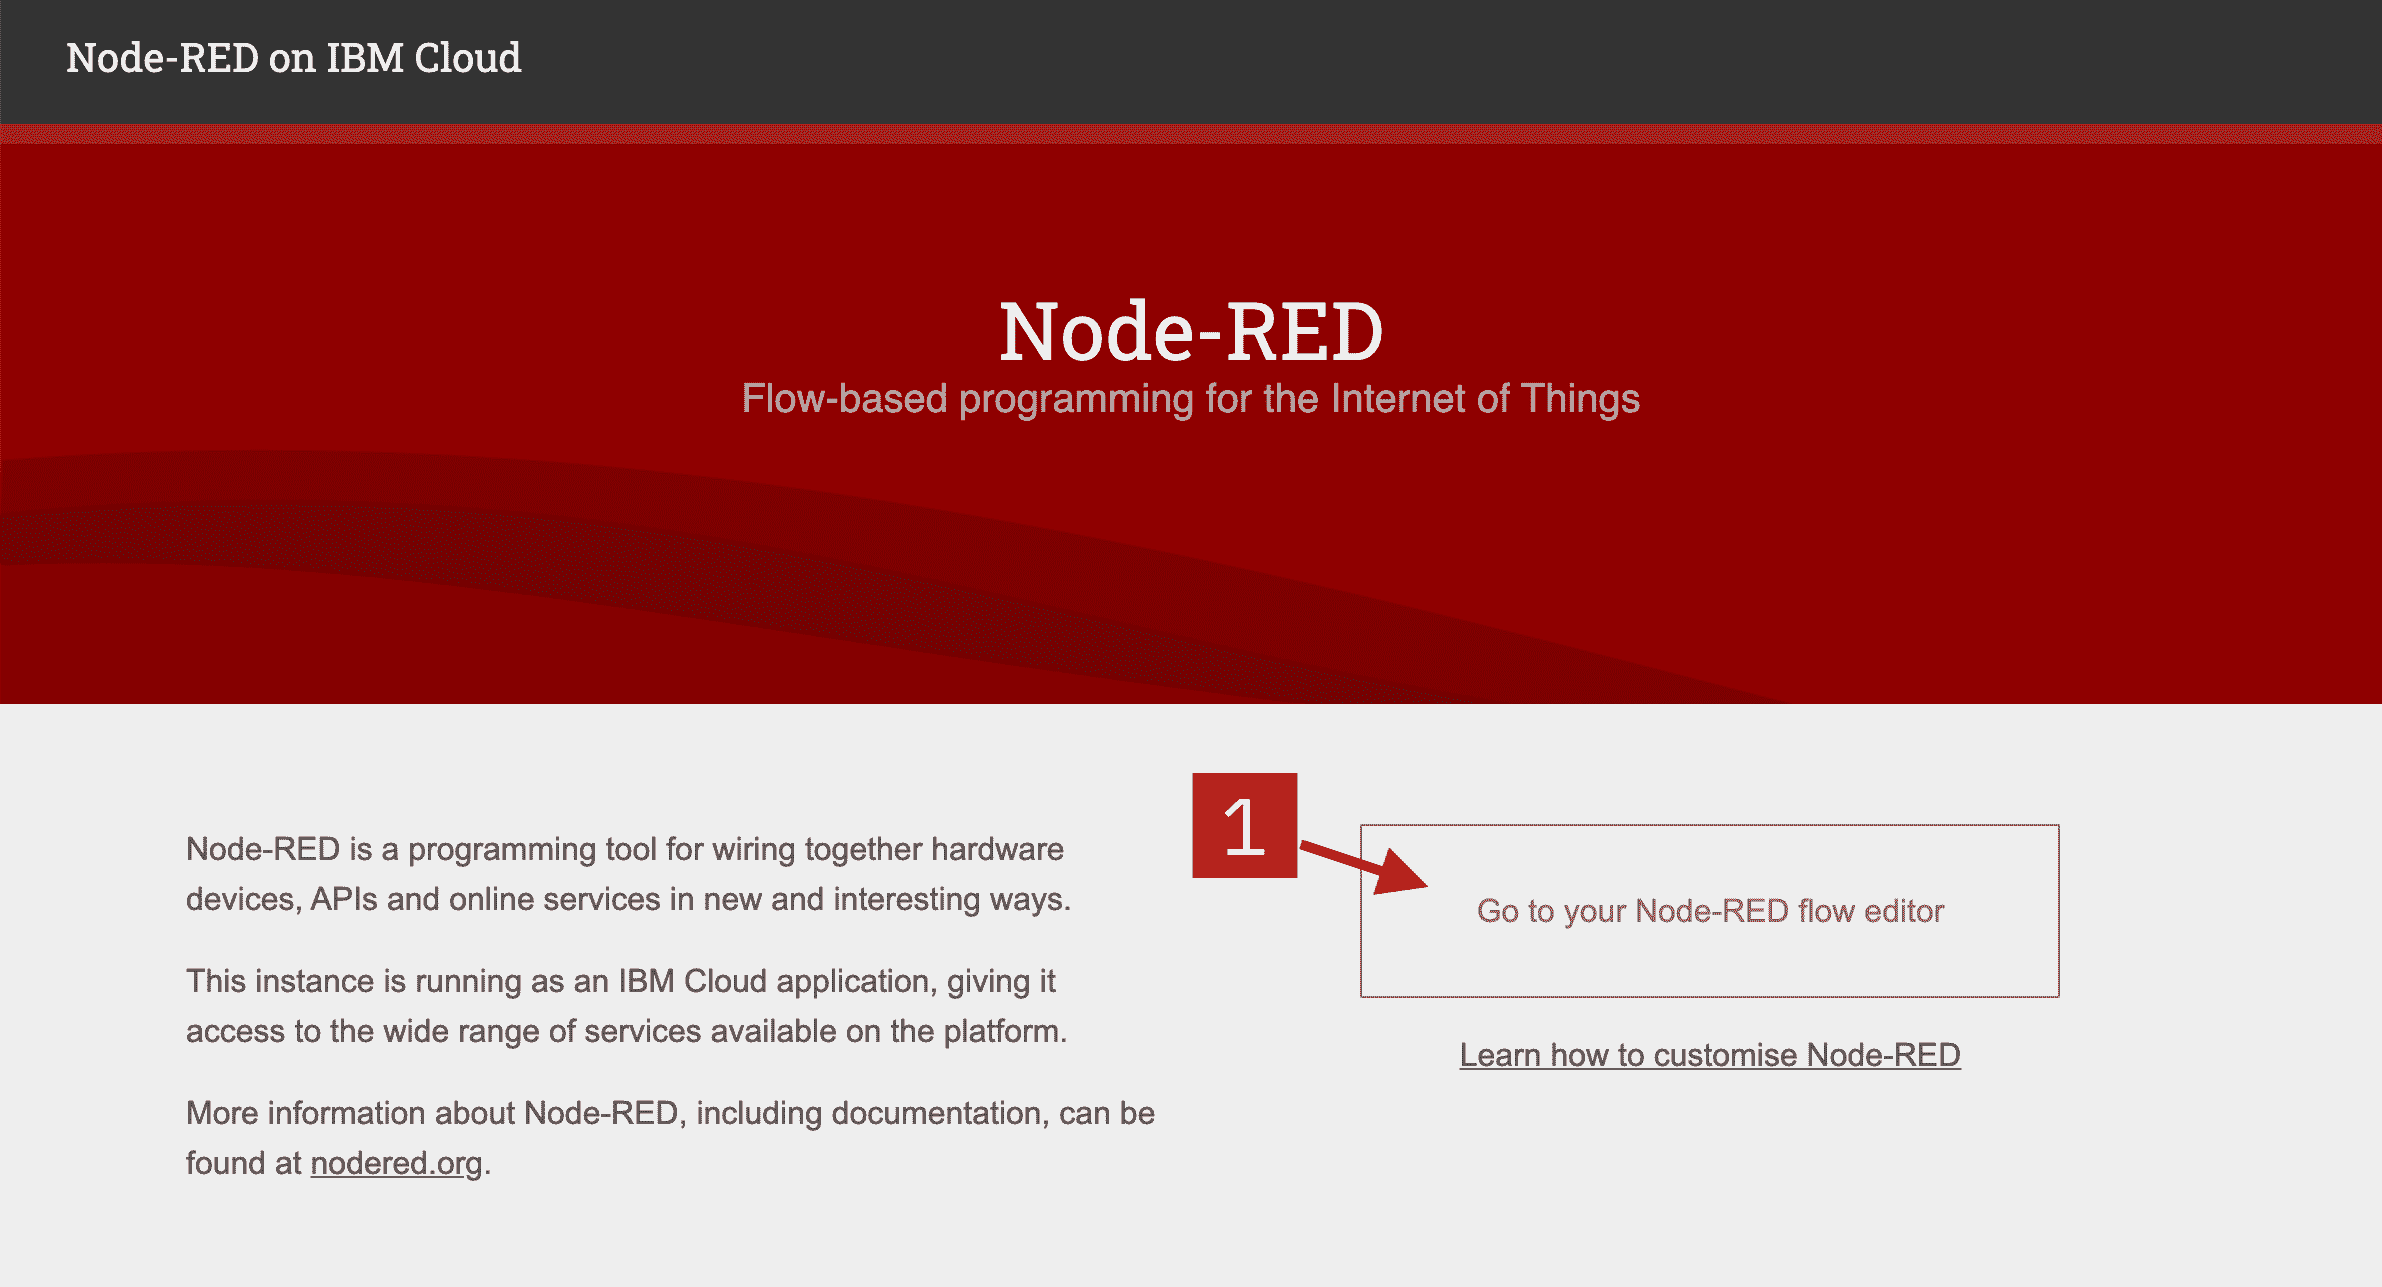 Node-RED on IBM Cloud
Node-RED
Flow-based programming for the Internet of Things
Node-RED is a programming tool for wiring together hardware
devices, APIs and online services in new and interesting ways.
This instance is running as an IBM Cloud application, giving it
access to the wide range of services available on the platform.
More information about Node-RED, including documentation, can be
found at nodered.org.
1
Go to your Node-RED flow editor
Learn how to customise Node-RED